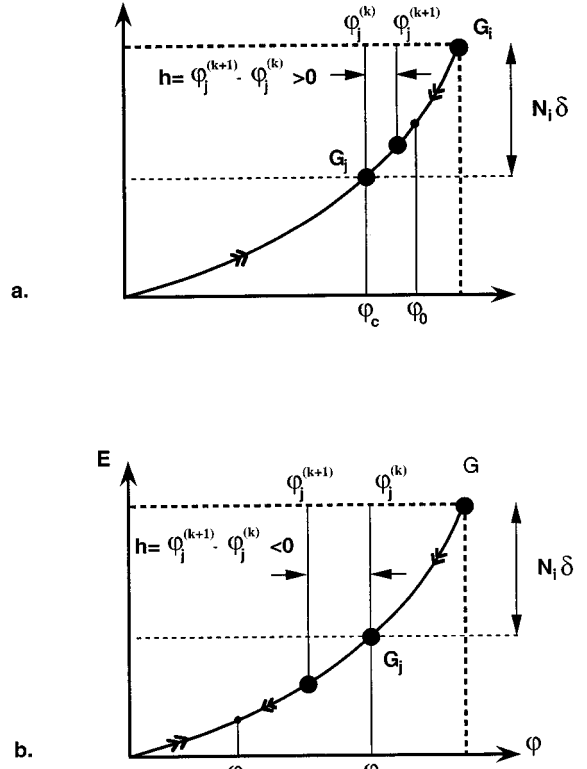 φj(k) φj(k+1) Gi
h= φj(k+1) - φj(k) >0
Ni δ
Gj
a.
φc φ0
E φj(k+1) φj(k) G
h= φj(k+1) - φj(k) <0
Ni δ
Gj
b. φ